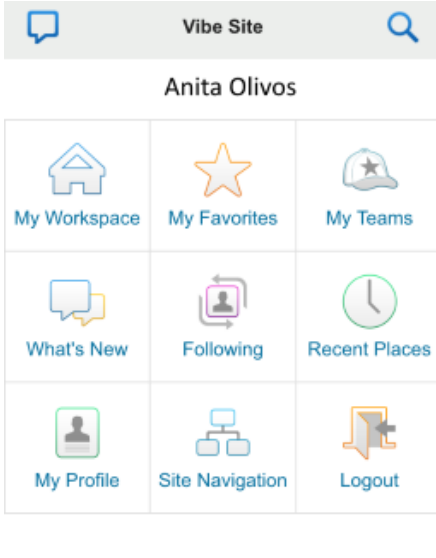 Vibe Site
Anita Olivos
My Workspace
My Favorites
My Teams
What's New
Following
Recent Places
My Profile
Site Navigation
Logout